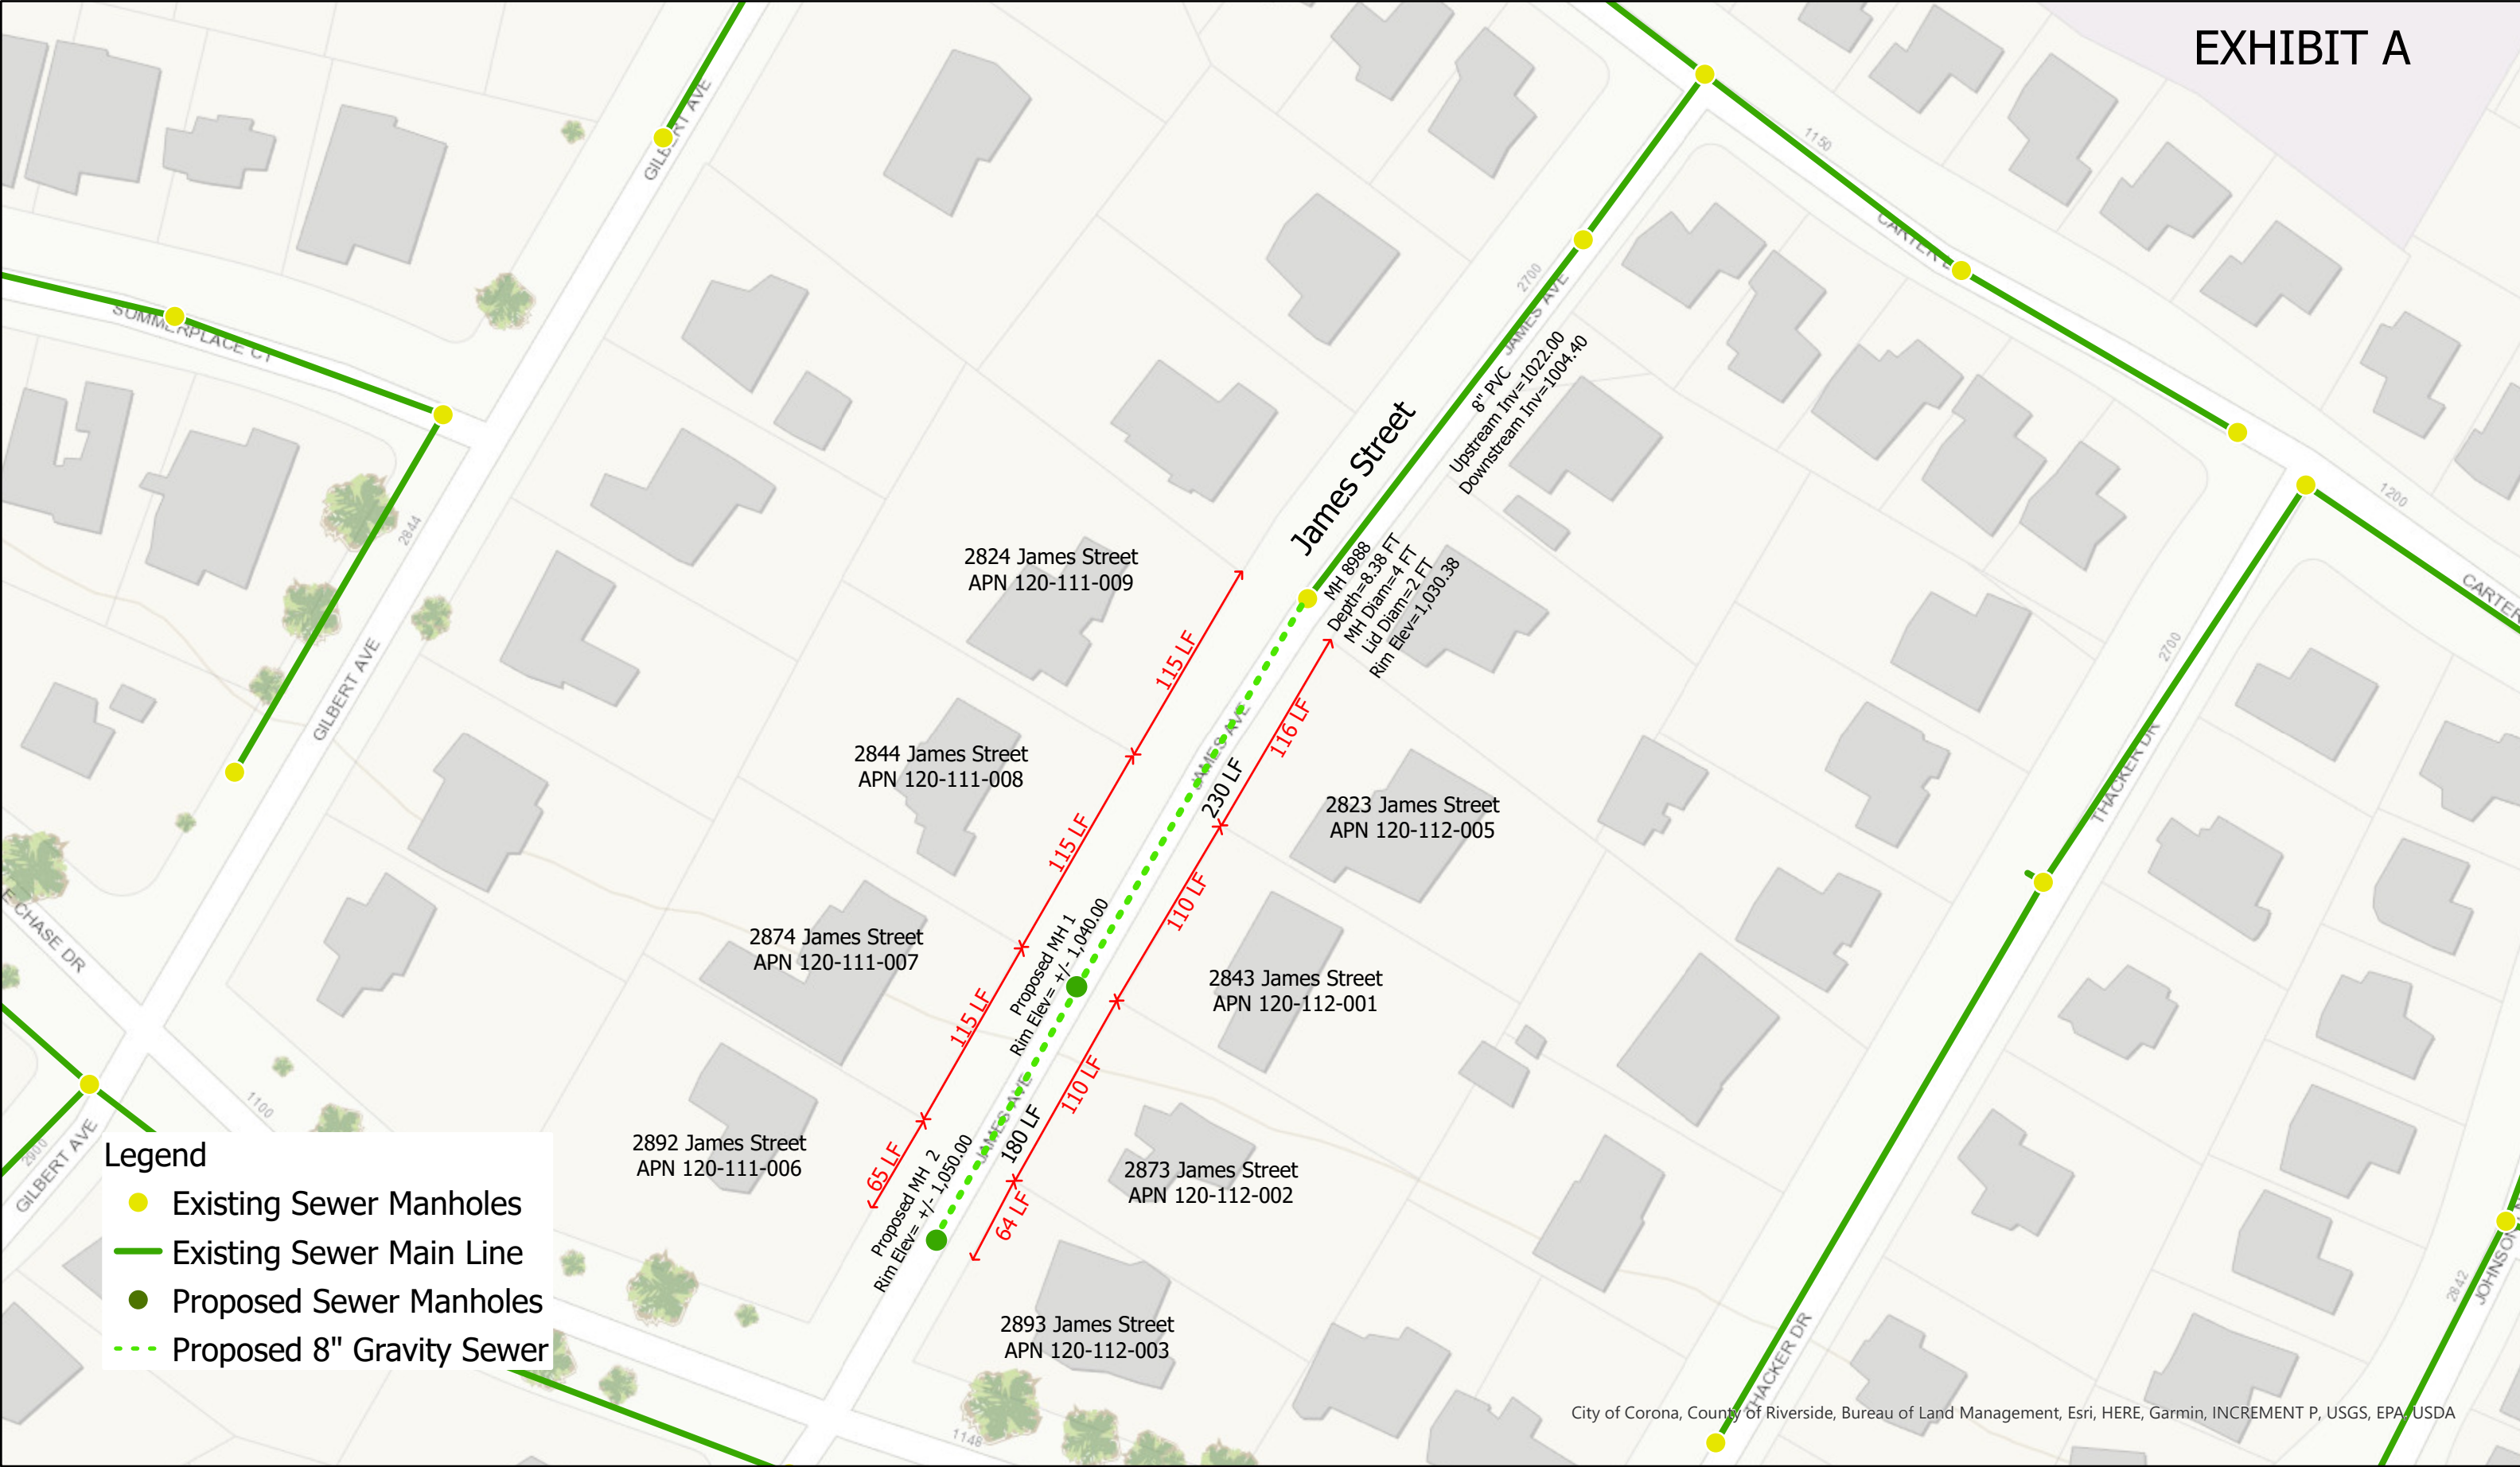 EXHIBIT A
GILBERT AVE
1150
CARTER
SUMMERPLACE CT
2700
JAMES AVE
8" PVC
Upstream Inv=1022.00
Downstream Inv=1004.40
James Street
1200
CARTER
2844
GILBERT AVE
2824 James Street
APN 120-111-009
MH 8988
Depth=8.38 FT
MH Diam=4 FT
Lid Diam=2 FT
Rim Elev=1,030.38
115 LF
116 LF
JAMES AVE
230 LF
2700
THACKER DR
2844 James Street
APN 120-111-008
2823 James Street
APN 120-112-005
115 LF
110 LF
2874 James Street
APN 120-111-007
Proposed MH 1
Rim Elev= +/- 1,040.00
2843 James Street
APN 120-112-001
E CHASE DR
115 LF
110 LF
1100
JAMES AVE
180 LF
2892 James Street
APN 120-111-006
65 LF
Proposed MH 2
Rim Elev= +/- 1,050.00
64 LF
2873 James Street
APN 120-112-002
2900
GILBERT AVE
2842
JOHNSON
2893 James Street
APN 120-112-003
THACKER DR
1148
Legend
Existing Sewer Manholes
Existing Sewer Main Line
Proposed Sewer Manholes
Proposed 8" Gravity Sewer
City of Corona, County of Riverside, Bureau of Land Management, Esri, HERE, Garmin, INCREMENT P, USGS, EPA, USDA